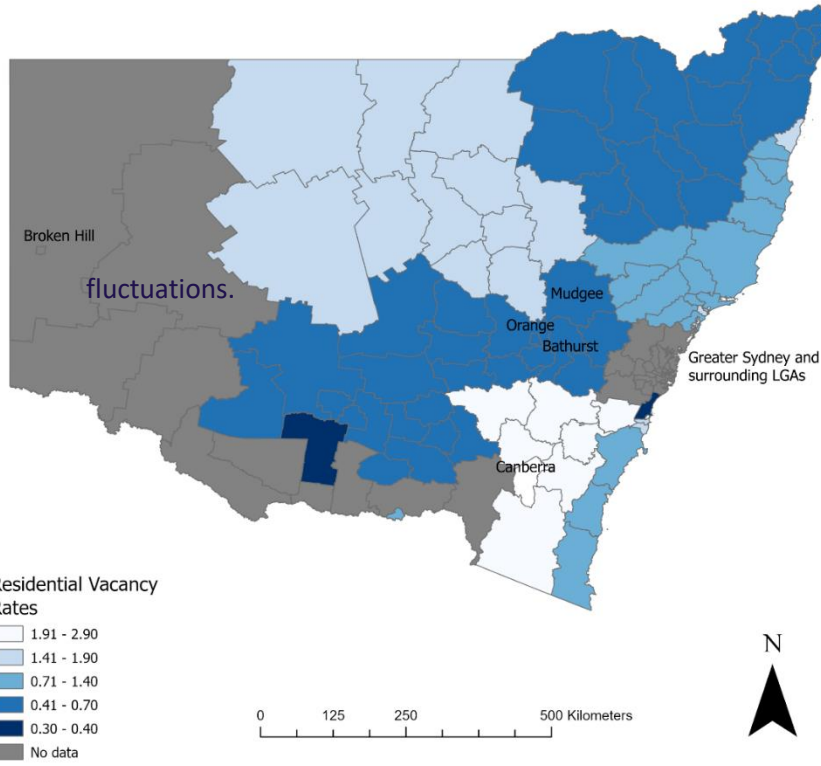 Broken Hill
fluctuations.
Mudgee
Orange
Bathurst
Greater Sydney and
surrounding LGAs
Canberra
Residential Vacancy
Rates
1.91 - 2.90
1.41 - 1.90
0.71 - 1.40
0.41 - 0.70
0.30 - 0.40
No data
0 125 250 500 Kilometers
N